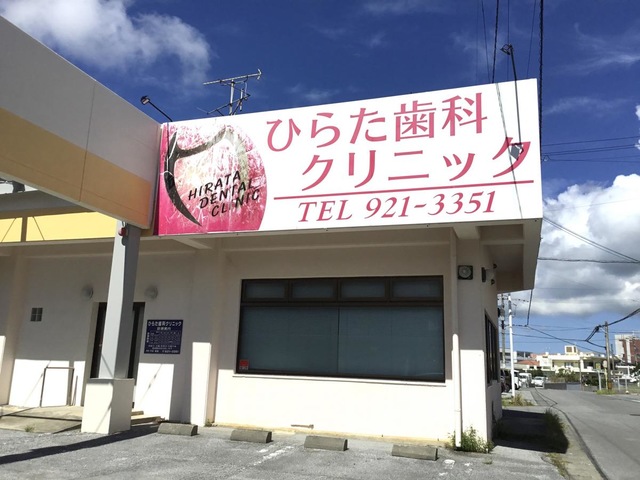 ひらた歯科
クリニック
TEL 921-3351
HIRATA
DENTAL
CLINIC
ひらた歯科クリニック